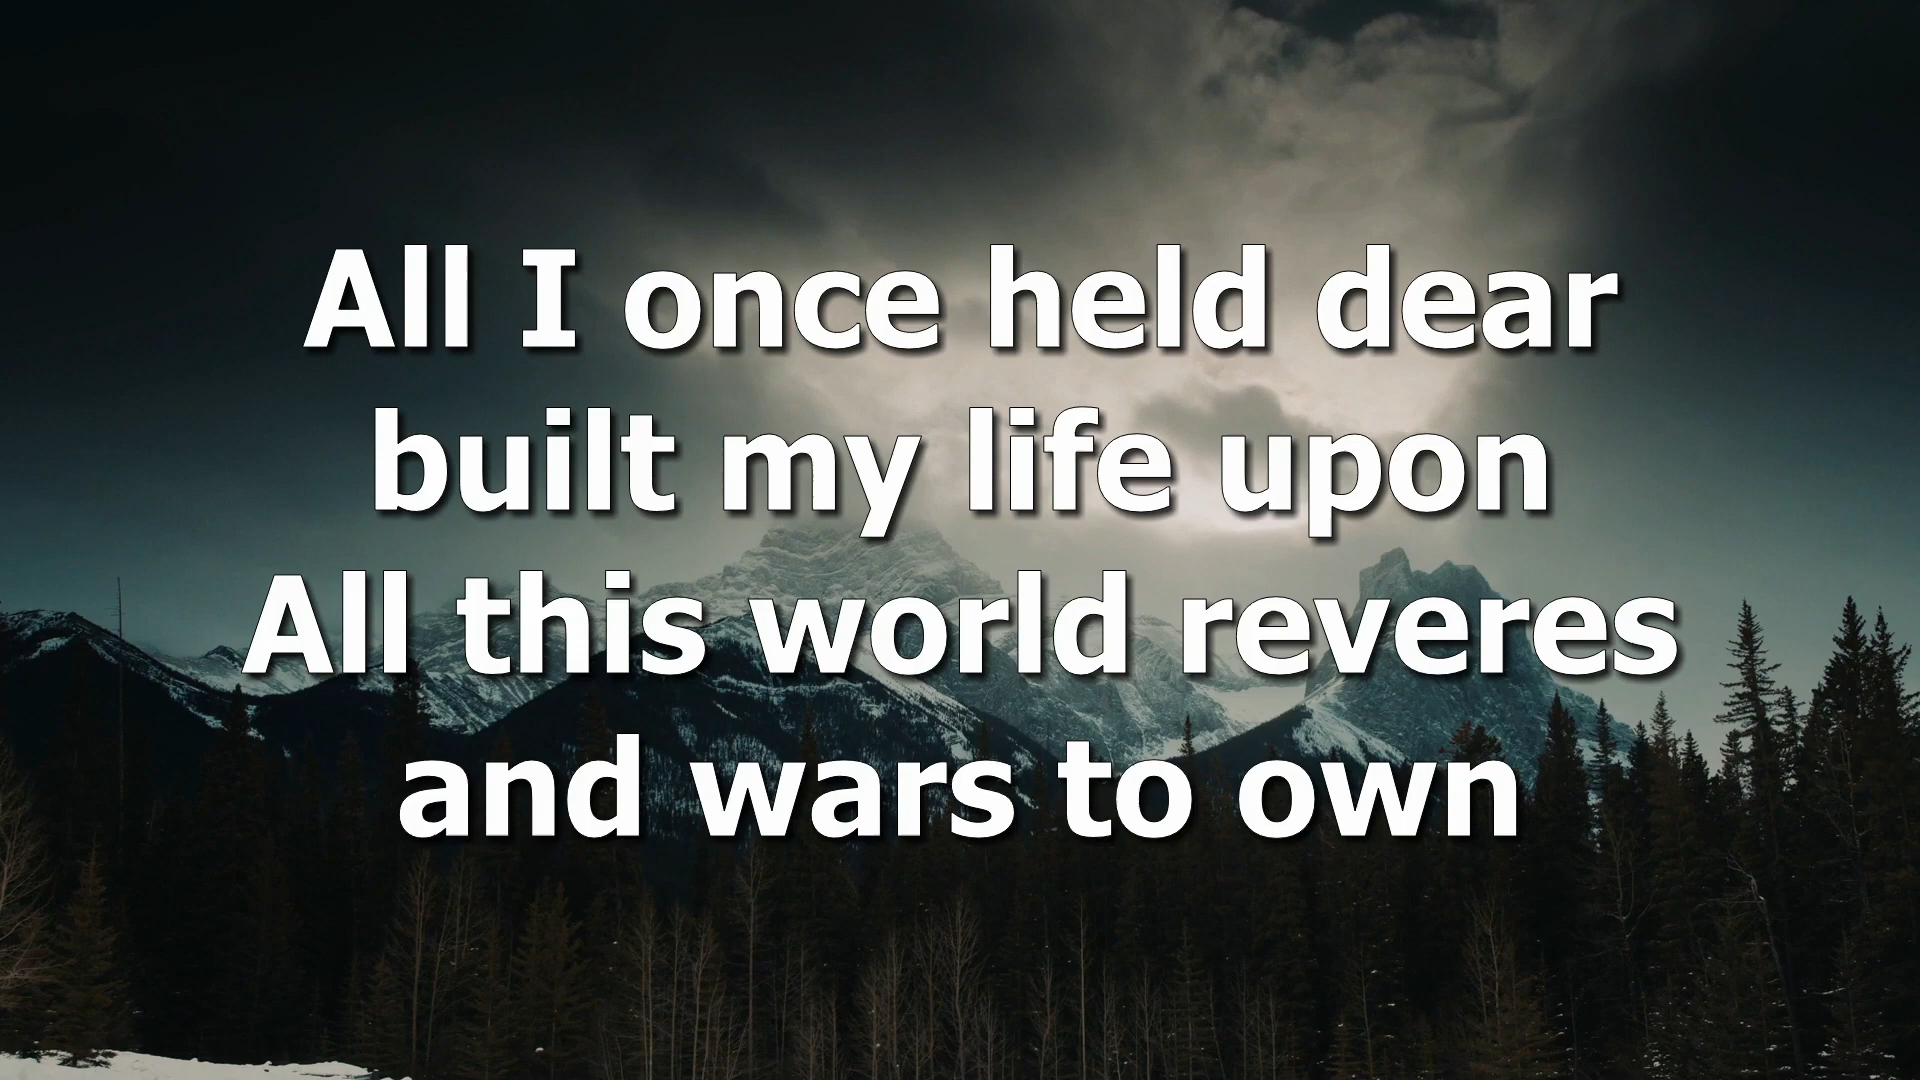 All I once held dear
built my life upon
All this world reveres
and wars to own